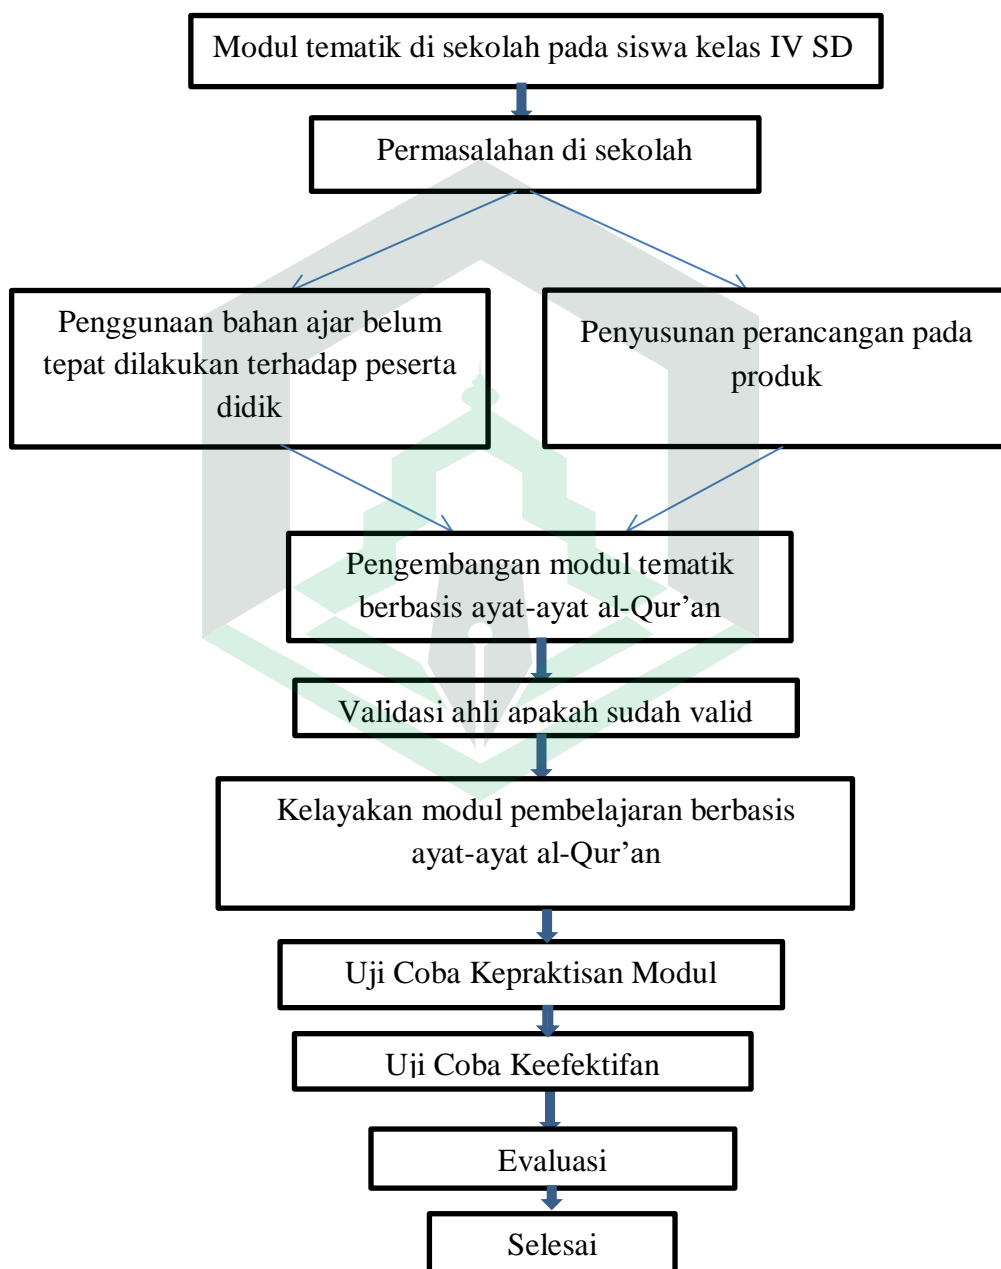 Modul tematik di sekolah pada siswa kelas IV SD
Permasalahan di sekolah
Penggunaan bahan ajar belum
tepat dilakukan terhadap peserta
didik
Penyusunan perancangan pada
produk
Pengembangan modul tematik
berbasis ayat-ayat al-Qur’an
Validasi ahli apakah sudah valid
Kelayakan modul pembelajaran berbasis
ayat-ayat al-Qur’an
Uji Coba Kepraktisan Modul
Uji Coba Keefektifan
Evaluasi
Selesai